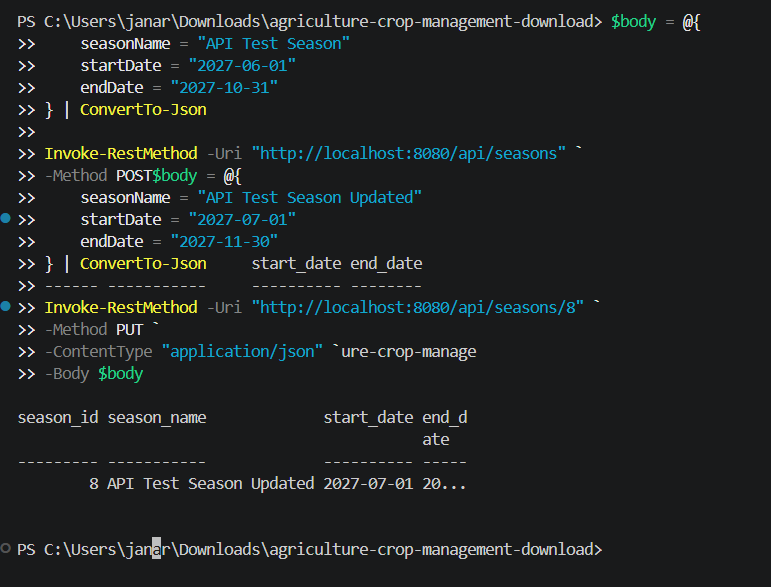 PS C:\Users\janar\Downloads\agriculture-crop-management-download> $body = @{
>>     seasonName = "API Test Season"
>>     startDate = "2027-06-01"
>>     endDate = "2027-10-31"
>> } | ConvertTo-Json
>>
>> Invoke-RestMethod -Uri "http://localhost:8080/api/seasons" `
>> -Method POST$body = @{
>>     seasonName = "API Test Season Updated"
>>     startDate = "2027-07-01"
>>     endDate = "2027-11-30"
>> } | ConvertTo-Json     start_date end_date
>> ------ -----------     ---------- --------
>> Invoke-RestMethod -Uri "http://localhost:8080/api/seasons/8" `
>> -Method PUT `
>> -ContentType "application/json" `ure-crop-manage
>> -Body $body
season_id season_name             start_date end_d
                                             ate
--------- -----------             ---------- -----
        8 API Test Season Updated 2027-07-01 20...
PS C:\Users\janar\Downloads\agriculture-crop-management-download>